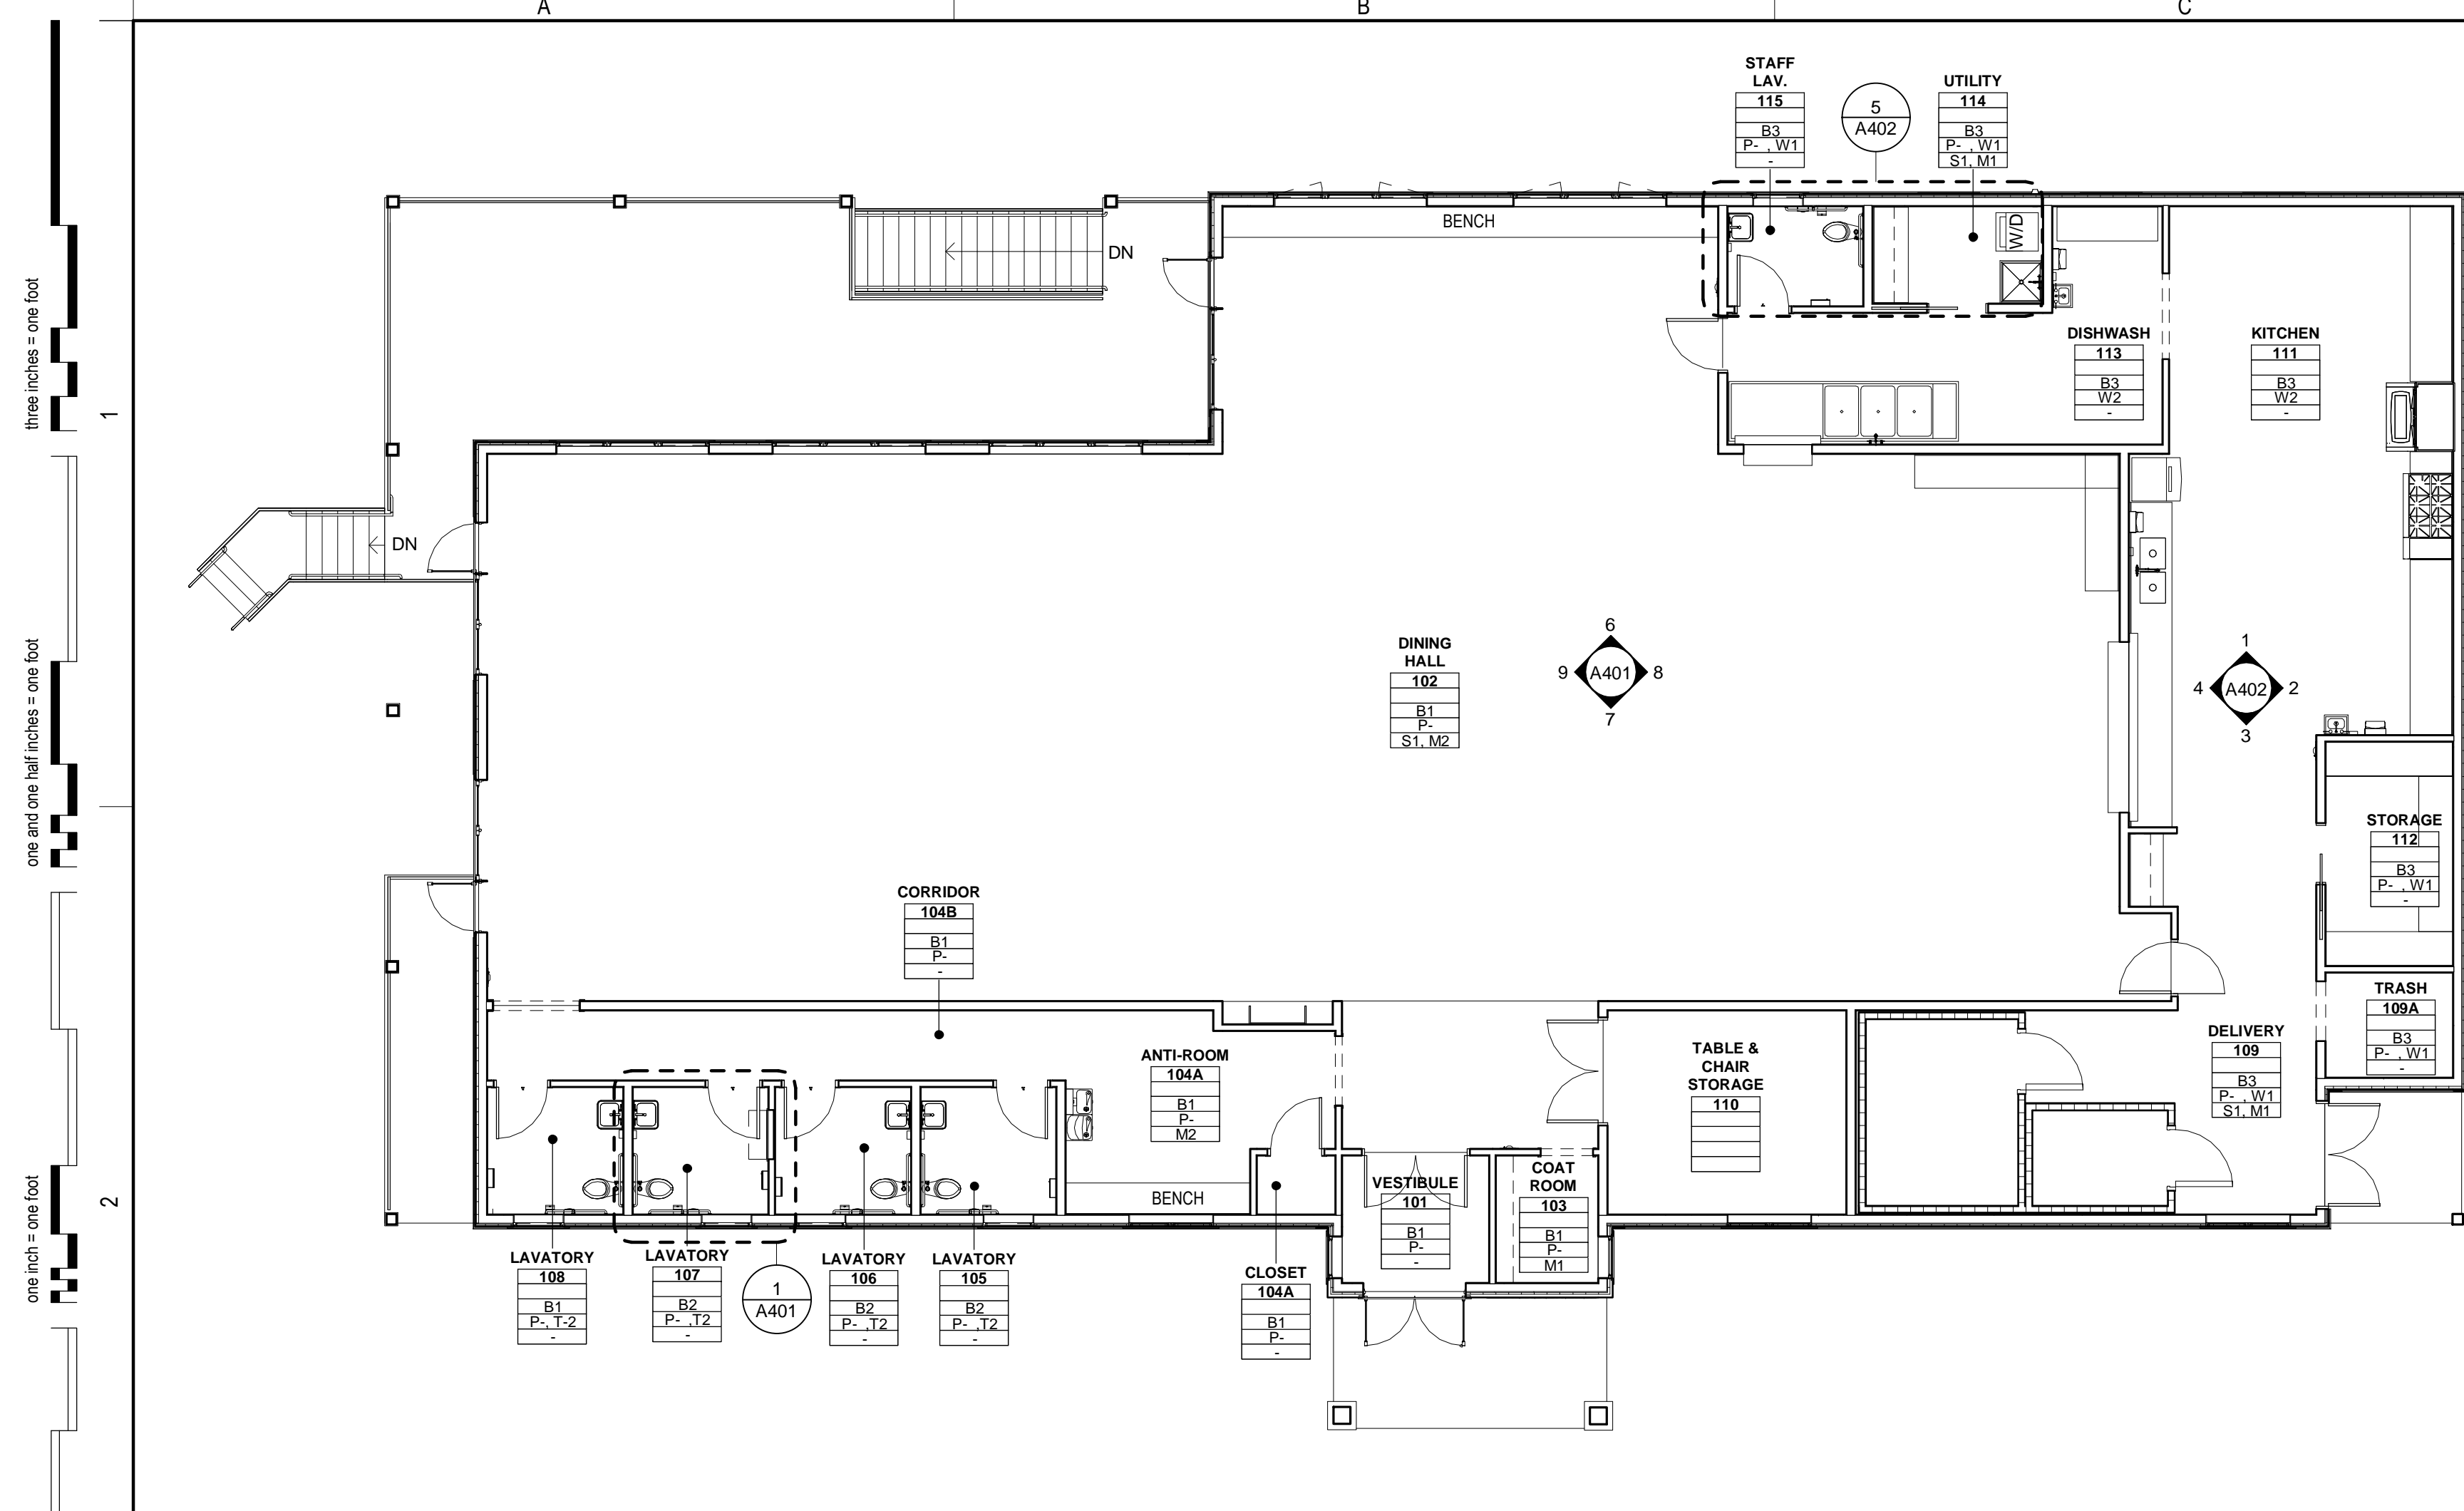 A
B
C
three inches = one foot
1
one and one half inches = one foot
2
one inch = one foot
STAFF
LAV.
115
B3
P- , W1
-
5
A402
UTILITY
114
B3
P- , W1
S1, M1
BENCH
W/D
DN
DISHWASH
113
B3
W2
-
KITCHEN
111
B3
W2
-
DN
DINING
HALL
102
B1
P-
S1, M2
6
9
A401
8
7
1
4
A402
2
3
STORAGE
112
B3
P- , W1
-
CORRIDOR
104B
B1
P-
-
TRASH
109A
B3
P- , W1
-
DELIVERY
109
B3
P- , W1
S1, M1
ANTI-ROOM
104A
B1
P-
M2
TABLE &
CHAIR
STORAGE
110
BENCH
VESTIBULE
101
B1
P-
-
COAT
ROOM
103
B1
P-
M1
LAVATORY
108
B1
P-, T-2
-
LAVATORY
107
B2
P- ,T2
-
1
A401
LAVATORY
106
B2
P- ,T2
-
LAVATORY
105
B2
P- ,T2
-
CLOSET
104A
B1
P-
-